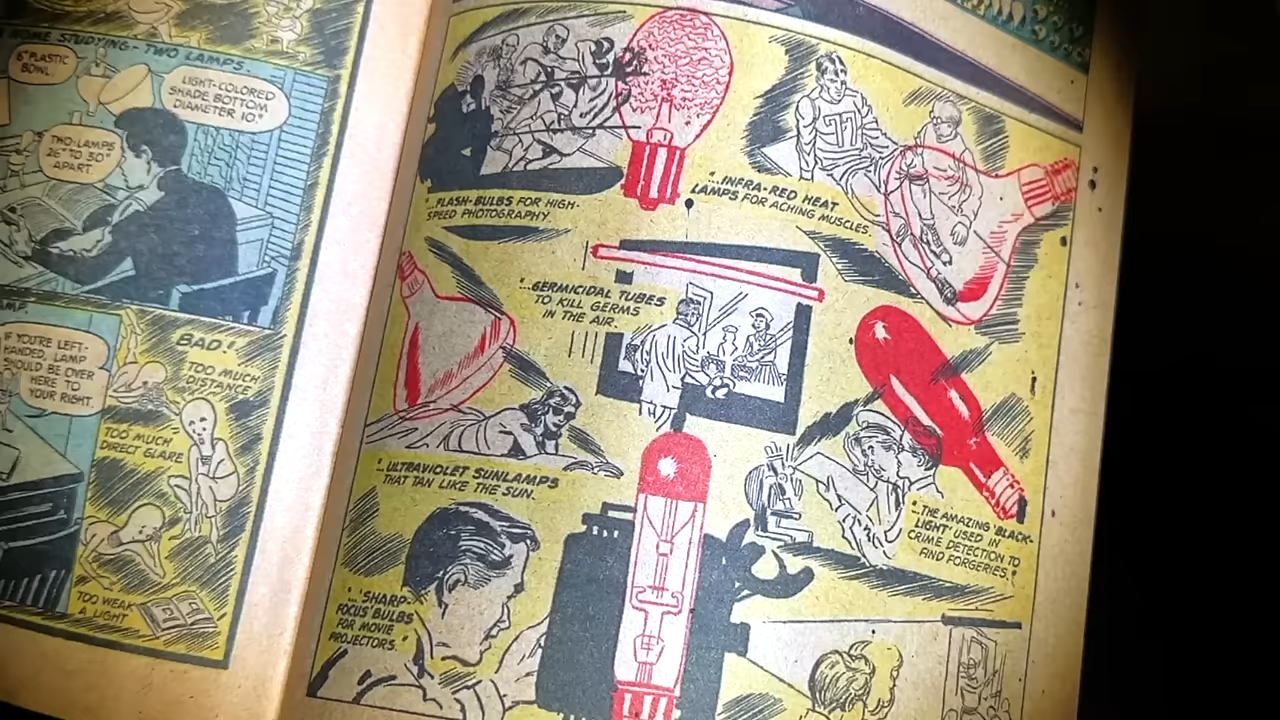 HOME STUDYING - TWO LAMPS.
6" PLASTIC
BOWL.
LIGHT-COLORED
SHADE BOTTOM
DIAMETER 10."
TWO LAMPS
26" TO 30"
APART.
AMP.
IF YOU'RE LEFT-
HANDED, LAMP
SHOULD BE OVER
HERE TO
YOUR RIGHT.
BAD!
TOO MUCH
DISTANCE
TOO MUCH
DIRECT GLARE
TOO WEAK
A LIGHT
"...FLASH-BULBS FOR HIGH-
SPEED PHOTOGRAPHY.
77
"...INFRA-RED HEAT
LAMPS FOR ACHING MUSCLES
"...GERMICIDAL TUBES
TO KILL GERMS
IN THE AIR.
"...ULTRAVIOLET SUNLAMPS
THAT TAN LIKE THE SUN.
"...THE AMAZING 'BLACK-
LIGHT' USED IN
CRIME DETECTION TO
FIND FORGERIES."
"...'SHARP-
FOCUS' BULBS
FOR MOVIE
PROJECTORS."